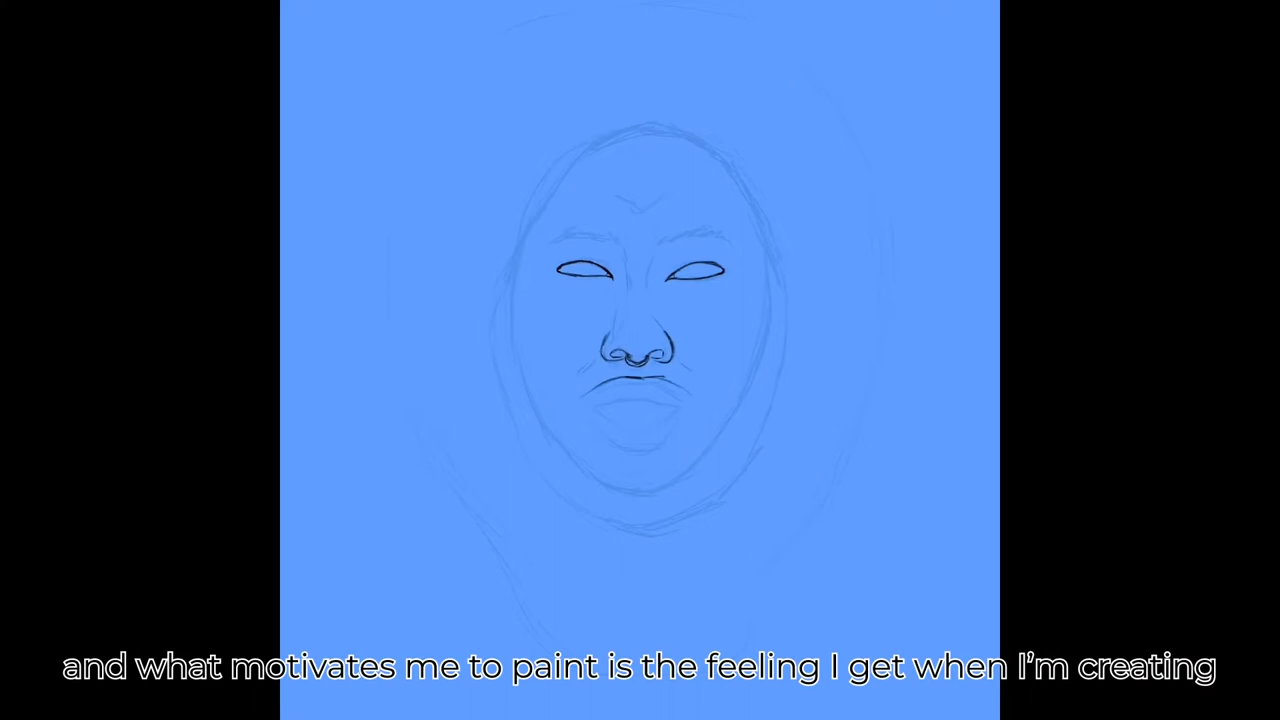 and what motivates me to paint is the feeling I get when I’m creating